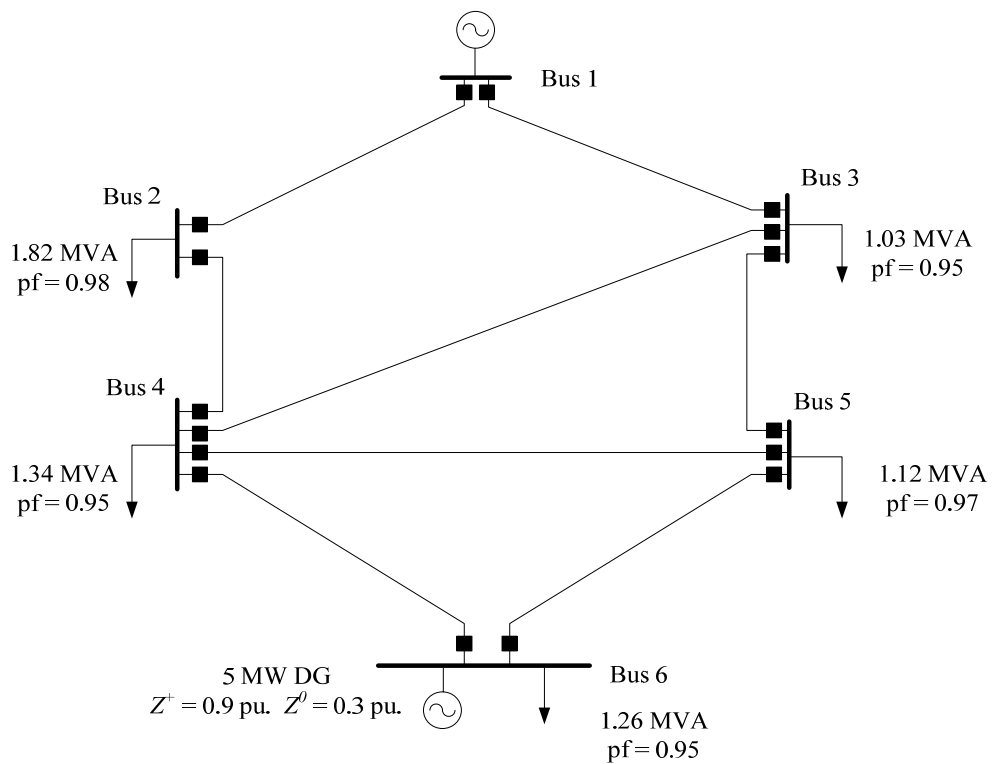 Bus 1
Bus 2
Bus 3
1.82 MVA
pf = 0.98
1.03 MVA
pf = 0.95
Bus 4
Bus 5
1.34 MVA
pf = 0.95
1.12 MVA
pf = 0.97
5 MW DG
Z⁺ = 0.9 pu. Z⁰ = 0.3 pu.
Bus 6
1.26 MVA
pf = 0.95